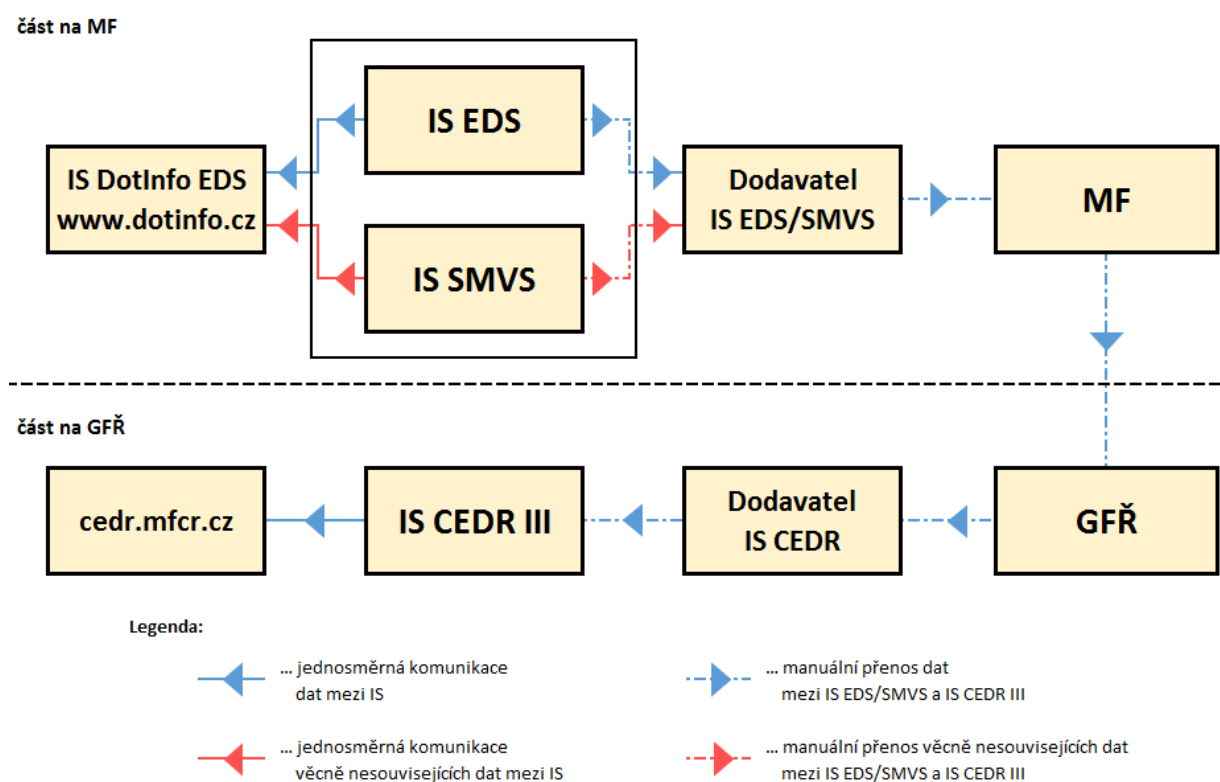 část na MF
IS EDS
IS DotInfo EDS
www.dotinfo.cz
Dodavatel
IS EDS/SMVS
MF
IS SMVS
část na GFŘ
cedr.mfcr.cz
IS CEDR III
Dodavatel
IS CEDR
GFŘ
Legenda:
... jednosměrná komunikace
dat mezi IS
... manuální přenos dat
mezi IS EDS/SMVS a IS CEDR III
... jednosměrná komunikace
věcně nesouvisejících dat mezi IS
... manuální přenos věcně nesouvisejících dat
mezi IS EDS/SMVS a IS CEDR III